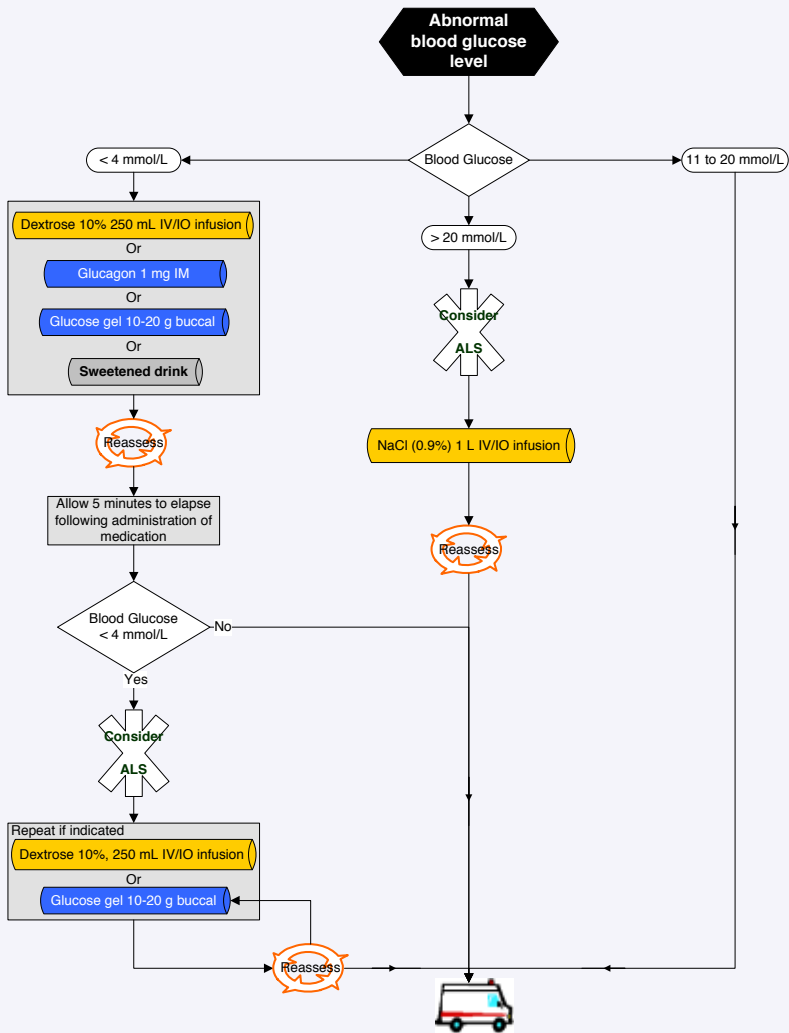 Abnormal
blood glucose
level
Blood Glucose
< 4 mmol/L
11 to 20 mmol/L
> 20 mmol/L
Dextrose 10% 250 mL IV/IO infusion
Or
Glucagon 1 mg IM
Or
Glucose gel 10-20 g buccal
Or
Sweetened drink
Consider
ALS
Reassess
NaCl (0.9%) 1 L IV/IO infusion
Allow 5 minutes to elapse
following administration of
medication
Reassess
Blood Glucose
< 4 mmol/L
No
Yes
Consider
ALS
Repeat if indicated
Dextrose 10%, 250 mL IV/IO infusion
Or
Glucose gel 10-20 g buccal
Reassess